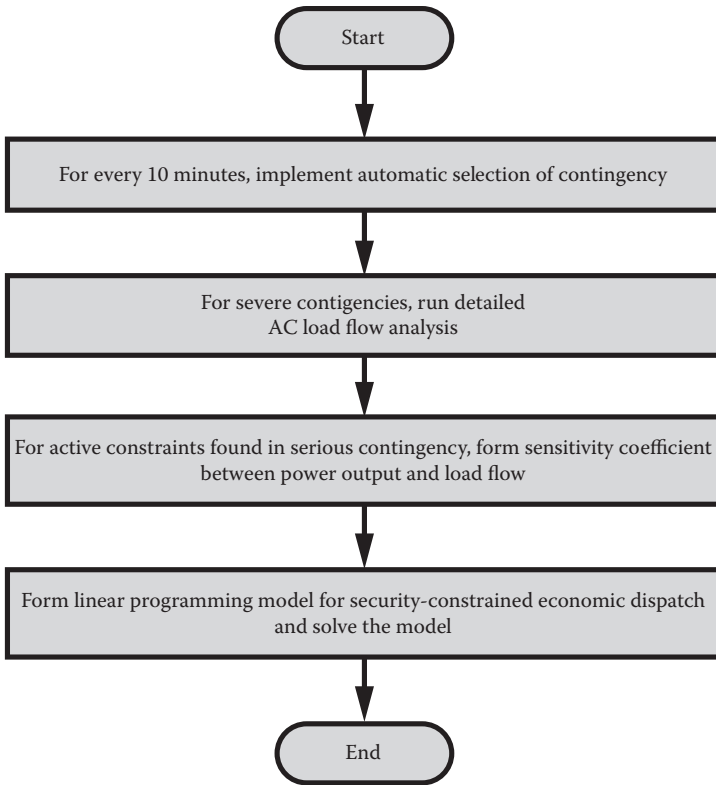 Start
For every 10 minutes, implement automatic selection of contingency
For severe contigencies, run detailed
AC load flow analysis
For active constraints found in serious contingency, form sensitivity coefficient
between power output and load flow
Form linear programming model for security-constrained economic dispatch
and solve the model
End